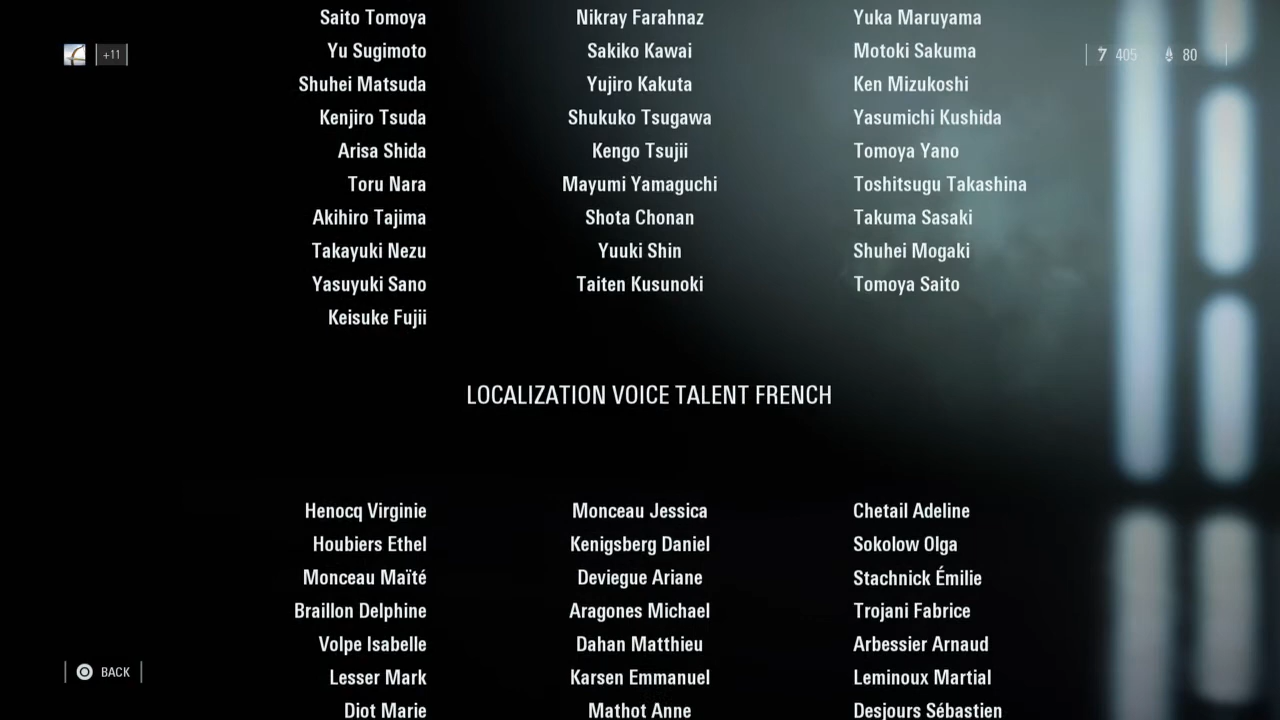 Saito Tomoya Nikray Farahnaz Yuka Maruyama
+11 Yu Sugimoto Sakiko Kawai Motoki Sakuma 405 80
Shuhei Matsuda Yujiro Kakuta Ken Mizukoshi
Kenjiro Tsuda Shukuko Tsugawa Yasumichi Kushida
Arisa Shida Kengo Tsujii Tomoya Yano
Toru Nara Mayumi Yamaguchi Toshitsugu Takashina
Akihiro Tajima Shota Chonan Takuma Sasaki
Takayuki Nezu Yuuki Shin Shuhei Mogaki
Yasuyuki Sano Taiten Kusunoki Tomoya Saito
Keisuke Fujii
LOCALIZATION VOICE TALENT FRENCH
Henocq Virginie Monceau Jessica Chetail Adeline
Houbiers Ethel Kenigsberg Daniel Sokolow Olga
Monceau Maïté Deviegue Ariane Stachnick Émilie
Braillon Delphine Aragones Michael Trojani Fabrice
Volpe Isabelle Dahan Matthieu Arbessier Arnaud
BACK Lesser Mark Karsen Emmanuel Leminoux Martial
Diot Marie Mathot Anne Desjours Sébastien